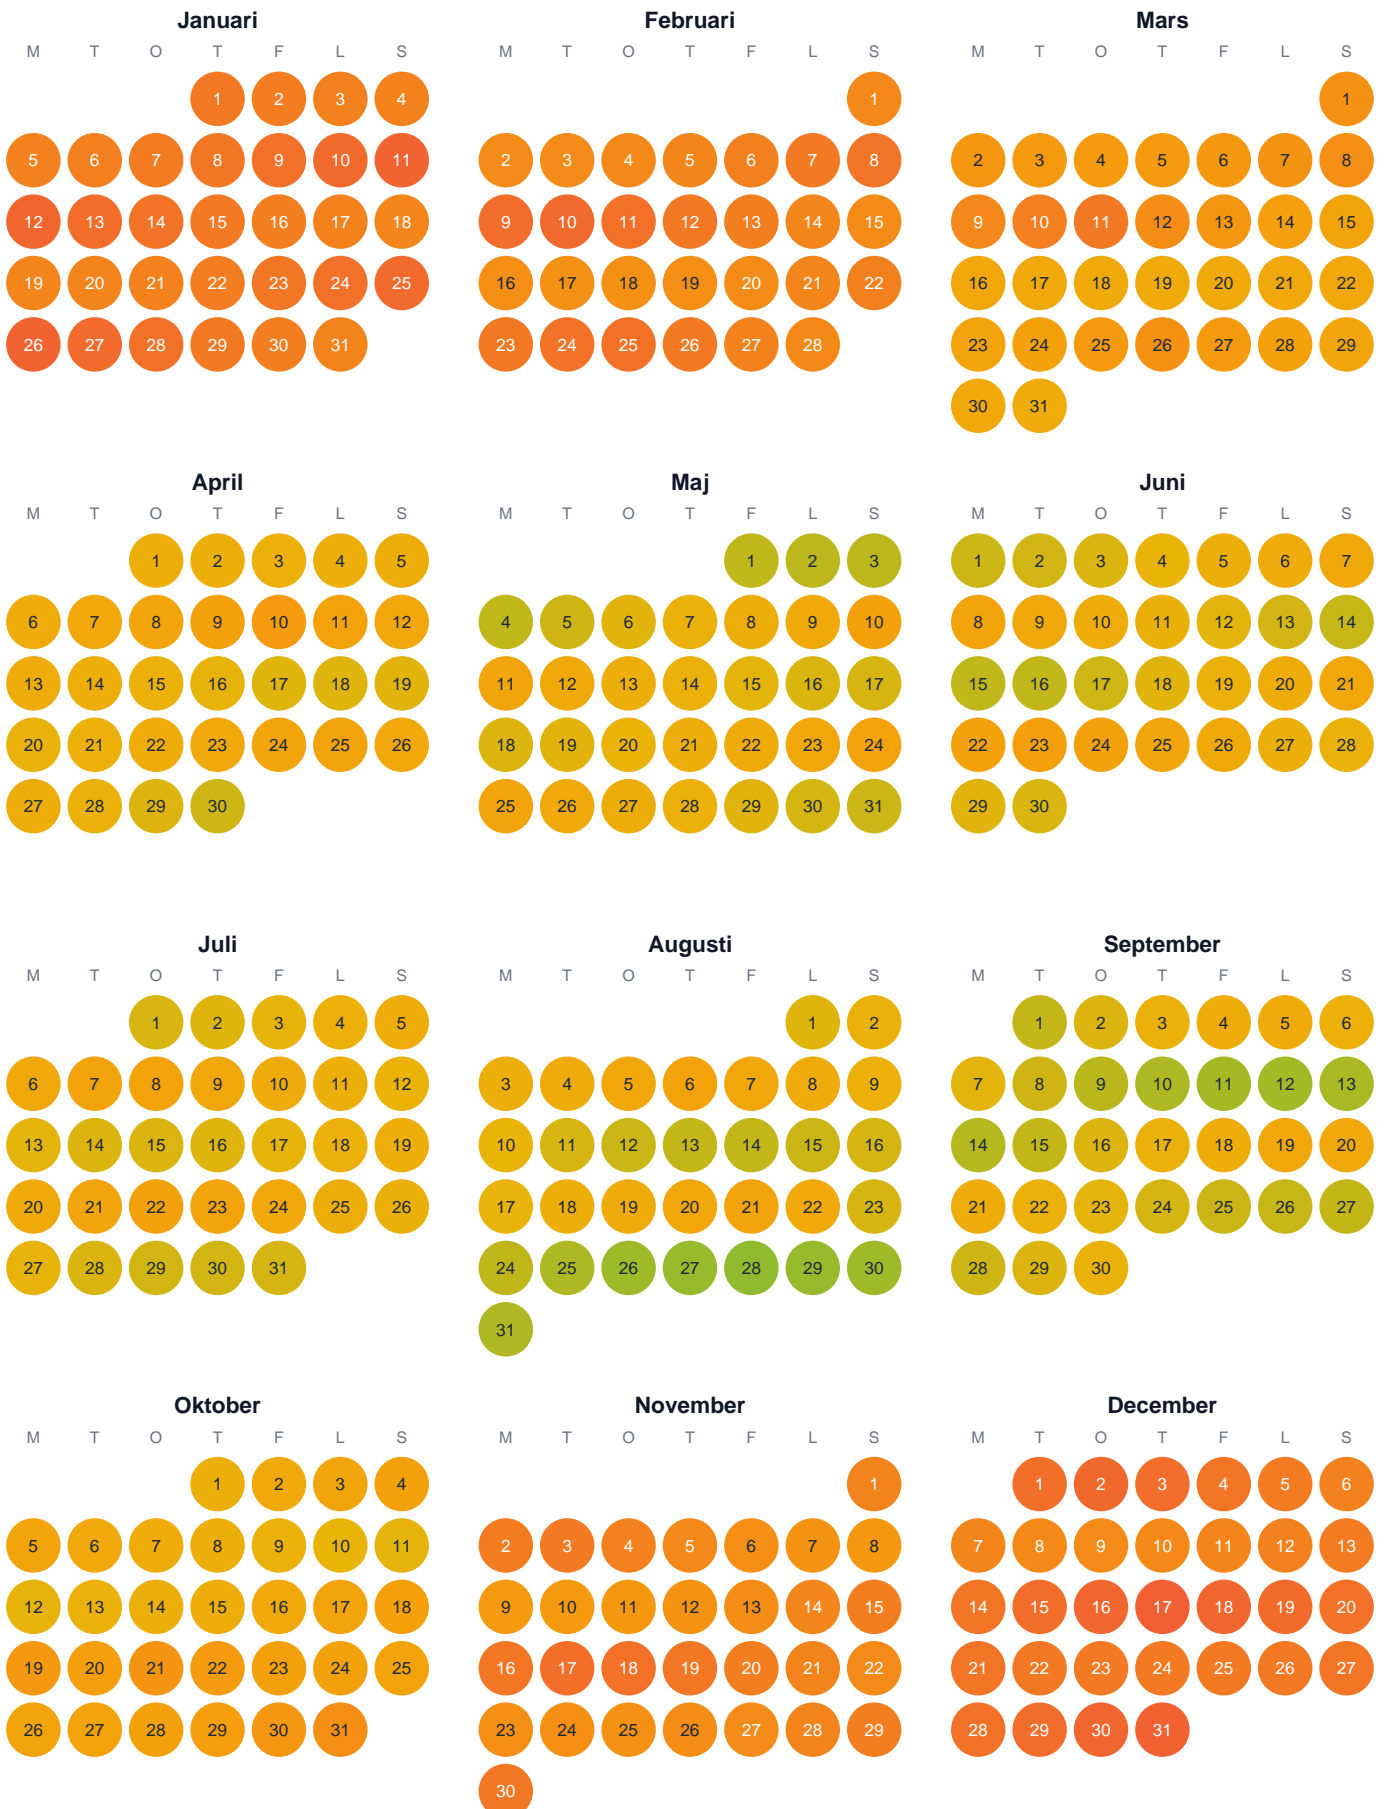 Januari Februari Mars
M T O T F L S M T O T F L S M T O T F L S
1 2 3 4 1 1
5 6 7 8 9 10 11 2 3 4 5 6 7 8 2 3 4 5 6 7 8
12 13 14 15 16 17 18 9 10 11 12 13 14 15 9 10 11 12 13 14 15
19 20 21 22 23 24 25 16 17 18 19 20 21 22 16 17 18 19 20 21 22
26 27 28 29 30 31 23 24 25 26 27 28 23 24 25 26 27 28 29
30 31
April Maj Juni
M T O T F L S M T O T F L S M T O T F L S
1 2 3 4 5 1 2 3 1 2 3 4 5 6 7
6 7 8 9 10 11 12 4 5 6 7 8 9 10 8 9 10 11 12 13 14
13 14 15 16 17 18 19 11 12 13 14 15 16 17 15 16 17 18 19 20 21
20 21 22 23 24 25 26 18 19 20 21 22 23 24 22 23 24 25 26 27 28
27 28 29 30 25 26 27 28 29 30 31 29 30
Juli Augusti September
M T O T F L S M T O T F L S M T O T F L S
1 2 3 4 5 1 2 1 2 3 4 5 6
6 7 8 9 10 11 12 3 4 5 6 7 8 9 7 8 9 10 11 12 13
13 14 15 16 17 18 19 10 11 12 13 14 15 16 14 15 16 17 18 19 20
20 21 22 23 24 25 26 17 18 19 20 21 22 23 21 22 23 24 25 26 27
27 28 29 30 31 24 25 26 27 28 29 30 28 29 30
31
Oktober November December
M T O T F L S M T O T F L S M T O T F L S
1 2 3 4 1 1 2 3 4 5 6
5 6 7 8 9 10 11 2 3 4 5 6 7 8 7 8 9 10 11 12 13
12 13 14 15 16 17 18 9 10 11 12 13 14 15 14 15 16 17 18 19 20
19 20 21 22 23 24 25 16 17 18 19 20 21 22 21 22 23 24 25 26 27
26 27 28 29 30 31 23 24 25 26 27 28 29 28 29 30 31
30